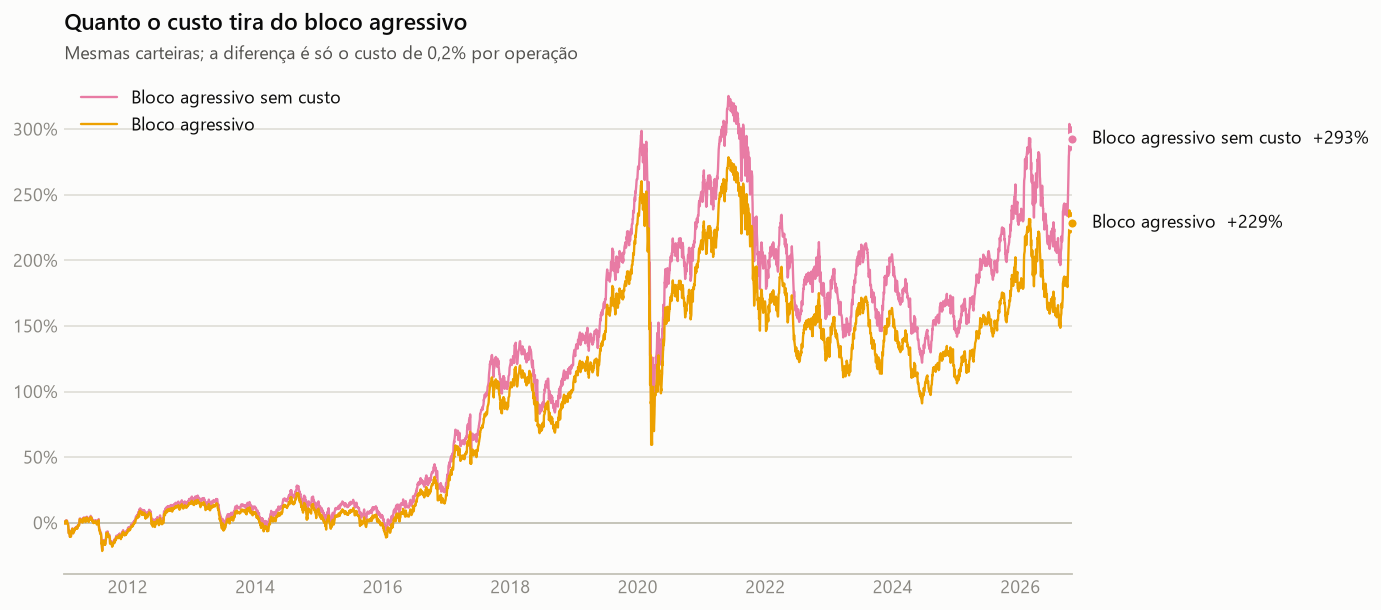 Quanto o custo tira do bloco agressivo
Mesmas carteiras; a diferença é só o custo de 0,2% por operação
Bloco agressivo sem custo
Bloco agressivo
300%
250%
200%
150%
100%
50%
0%
Bloco agressivo sem custo +293%
Bloco agressivo +229%
2012 2014 2016 2018 2020 2022 2024 2026